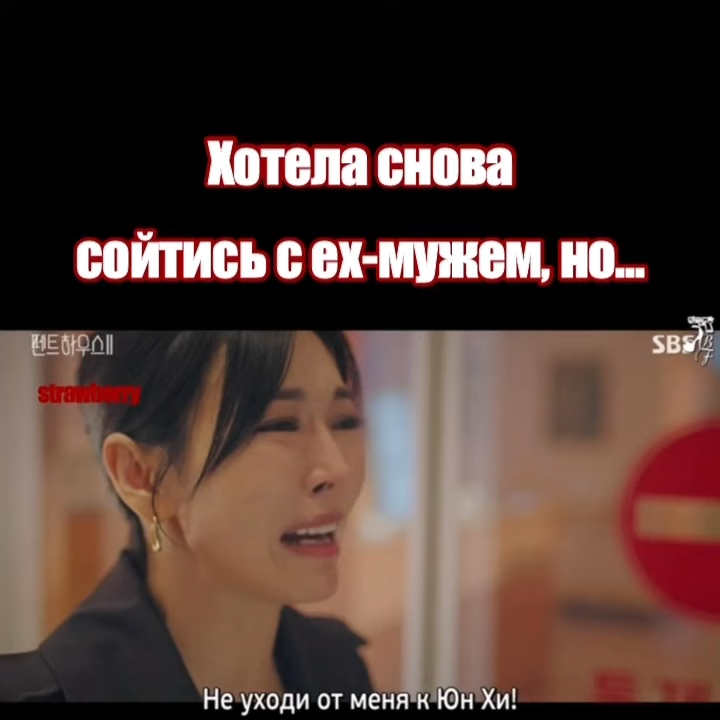 Хотела снова
сойтись с ex-мужем, но...
펜트하우스II
SBS
strawberry
Не уходи от меня к Юн Хи!